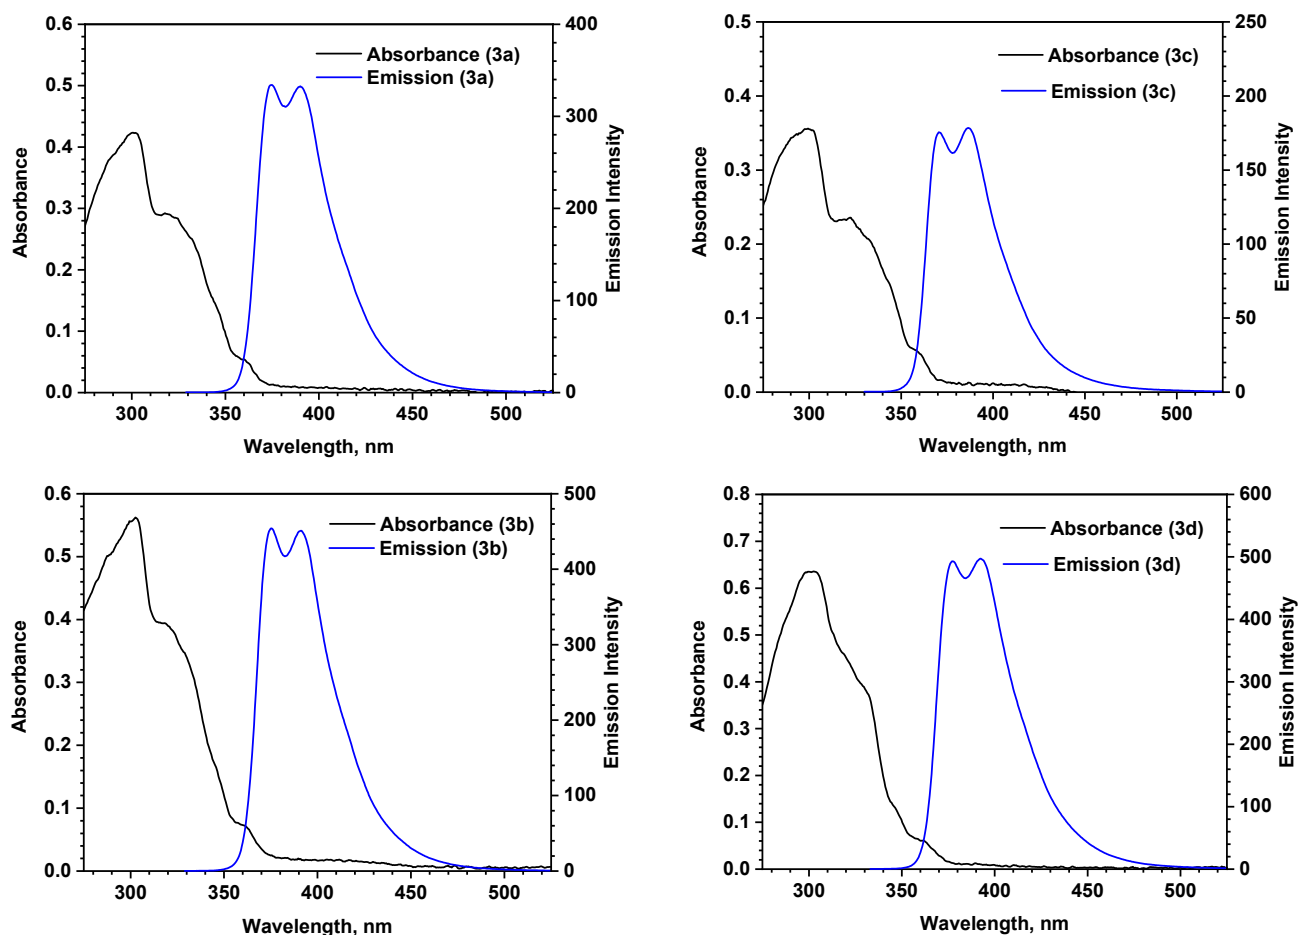 0.6
0.5
0.4
0.3
0.2
0.1
0.0
400
300
200
100
0
300 350 400 450 500
Absorbance
Emission Intensity
Wavelength, nm
Absorbance (3a)
Emission (3a)
0.5
0.4
0.3
0.2
0.1
0.0
250
200
150
100
50
0
300 350 400 450 500
Absorbance
Emission Intensity
Wavelength, nm
Absorbance (3c)
Emission (3c)
0.6
0.5
0.4
0.3
0.2
0.1
0.0
500
400
300
200
100
0
300 350 400 450 500
Absorbance
Emission Intensity
Wavelength, nm
Absorbance (3b)
Emission (3b)
0.8
0.7
0.6
0.5
0.4
0.3
0.2
0.1
0.0
600
500
400
300
200
100
0
300 350 400 450 500
Absorbance
Emission Intensity
Wavelength, nm
Absorbance (3d)
Emission (3d)